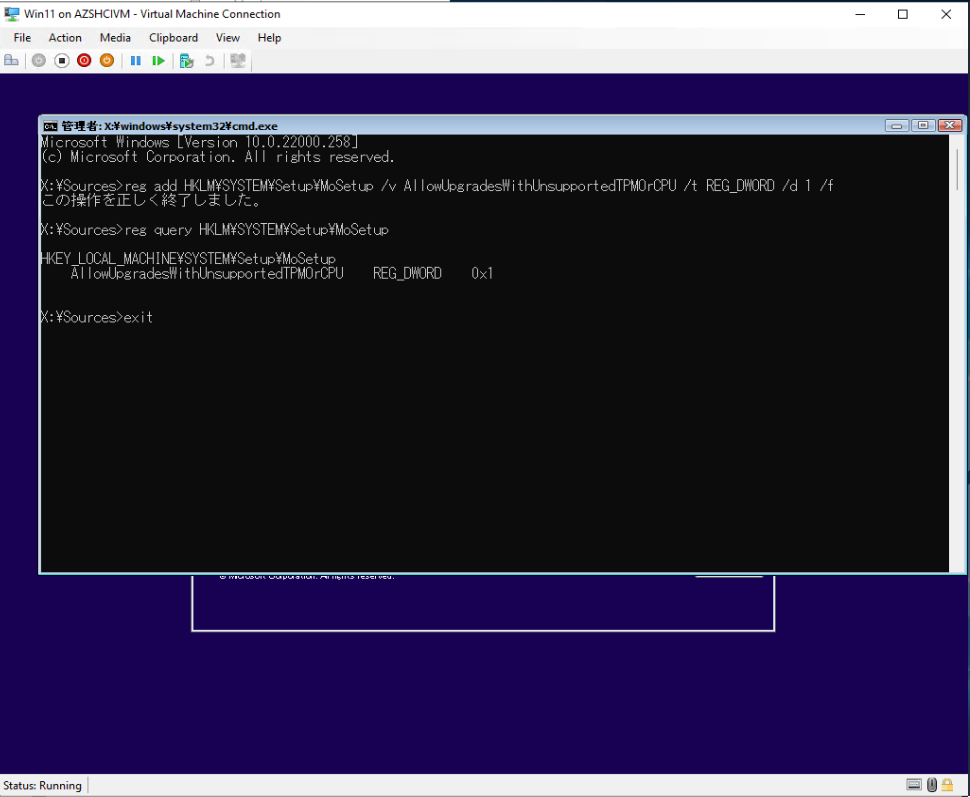 Win11 on AZSHCIVM - Virtual Machine Connection
File Action Media Clipboard View Help
管理者: X:¥windows¥system32¥cmd.exe
Microsoft Windows [Version 10.0.22000.258]
(c) Microsoft Corporation. All rights reserved.
X:¥Sources>reg add HKLM¥SYSTEM¥Setup¥MoSetup /v AllowUpgradesWithUnsupportedTPMOrCPU /t REG_DWORD /d 1 /f
この操作を正しく終了しました。
X:¥Sources>reg query HKLM¥SYSTEM¥Setup¥MoSetup
HKEY_LOCAL_MACHINE¥SYSTEM¥Setup¥MoSetup
AllowUpgradesWithUnsupportedTPMOrCPU REG_DWORD 0x1
X:¥Sources>exit
© Microsoft Corporation. All rights reserved.
Status: Running